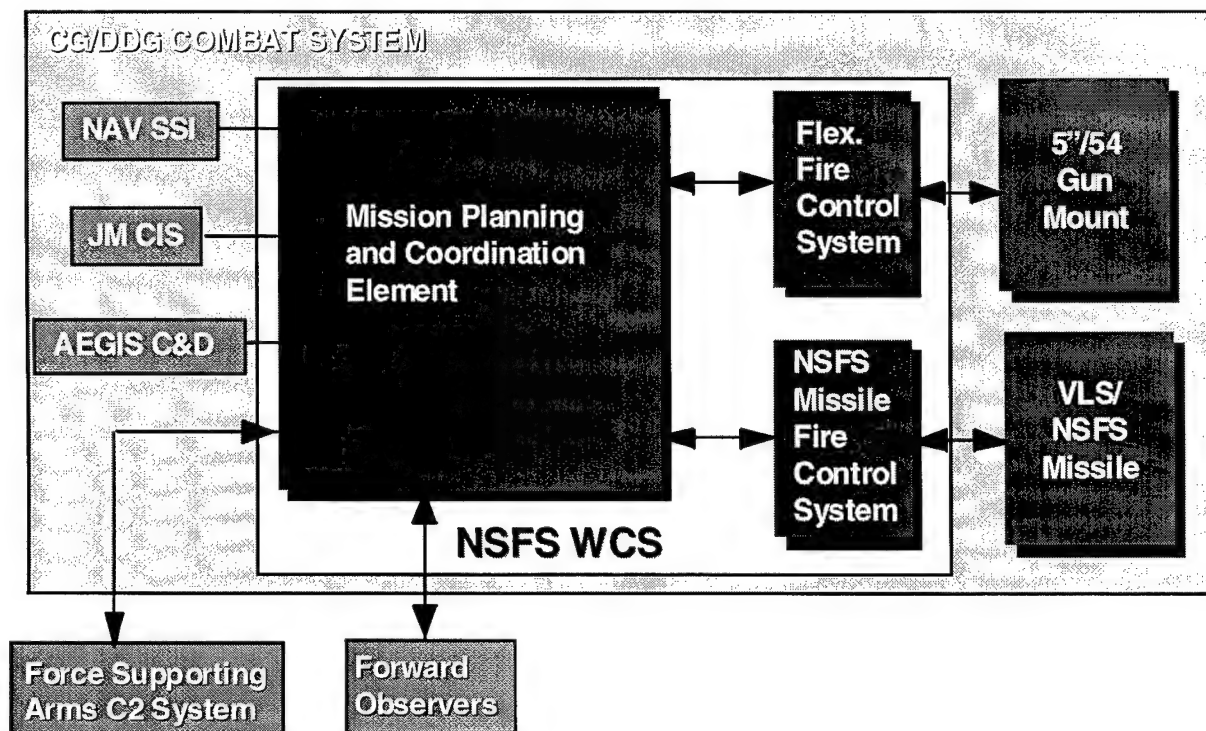 CG/DDG COMBAT SYSTEM
NAV SSI
JM CIS
AEGIS C&D
Mission Planning
and Coordination
Element
Flex.
Fire
Control
System
5"/54
Gun
Mount
NSFS
Missile
Fire
Control
System
VLS/
NSFS
Missile
NSFS WCS
Force Supporting
Arms C2 System
Forward
Observers